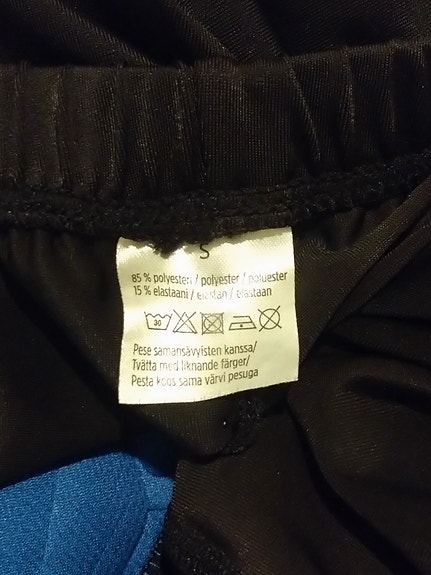 S
85 % polyesteri / polyester / polüester
15 % elastaani / elastan / elastaan
30
Pese samansävyisten kanssa/
Tvätta med liknande färger/
Pesta koos sama värvi pesuga